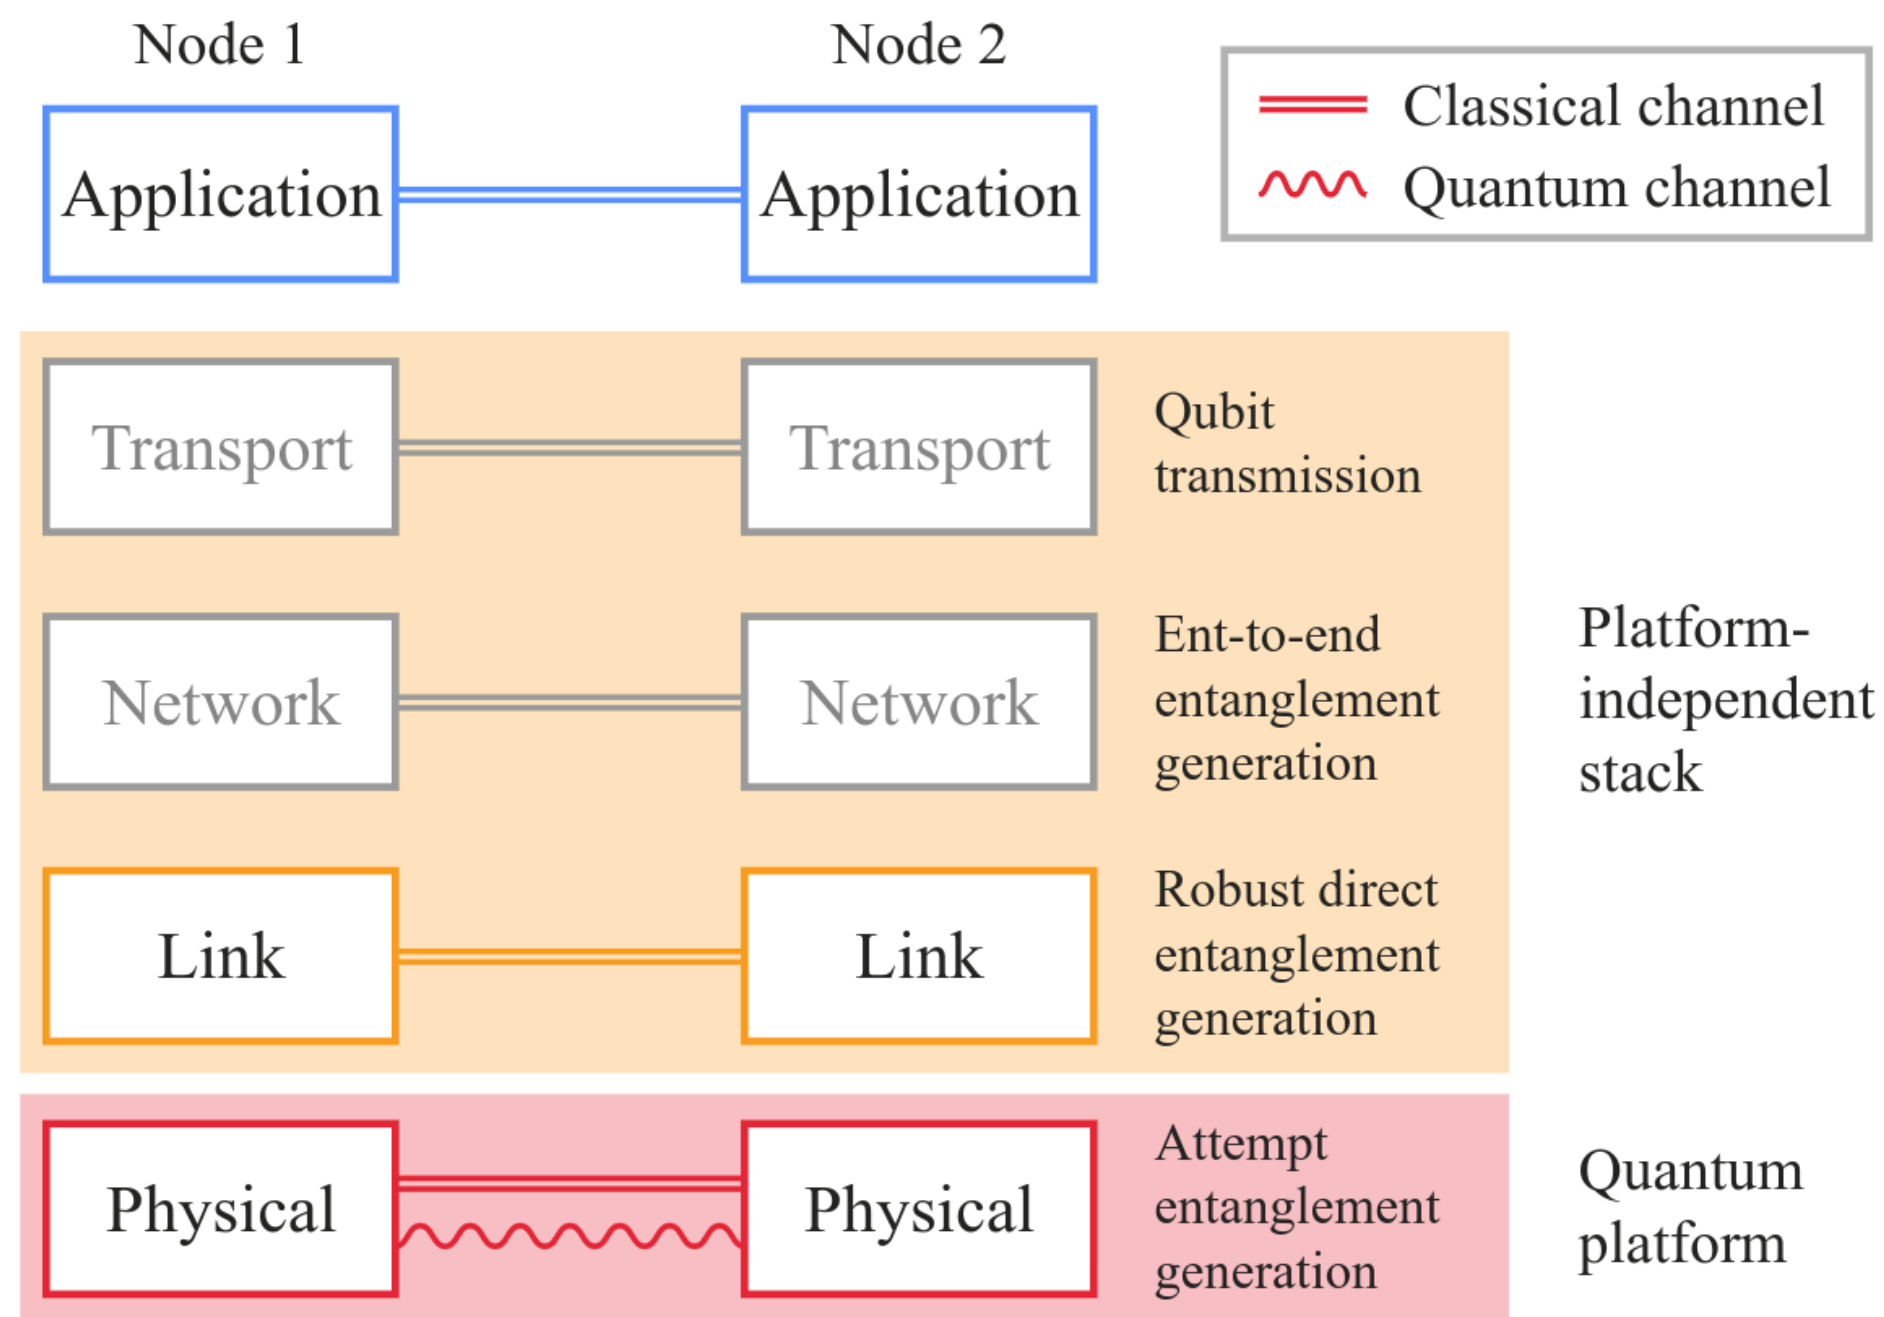 Node 1
Node 2
Classical channel
Quantum channel
Application
Application
Transport
Transport
Qubit
transmission
Network
Network
Ent-to-end
entanglement
generation
Platform-
independent
stack
Link
Link
Robust direct
entanglement
generation
Physical
Physical
Attempt
entanglement
generation
Quantum
platform